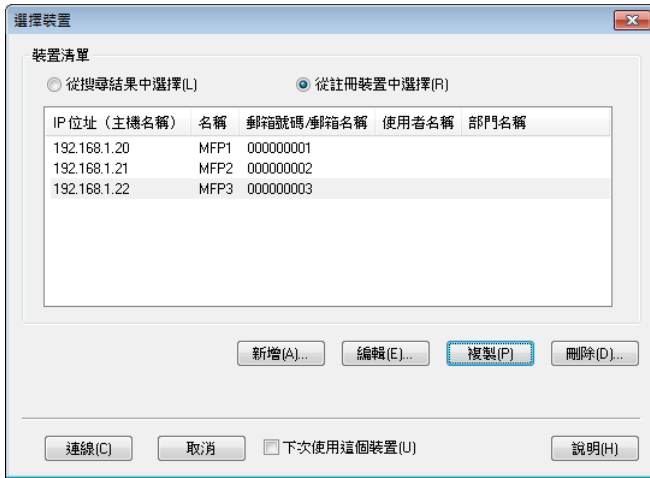 選擇裝置
裝置清單
從搜尋結果中選擇(L) 從註冊裝置中選擇(R)
IP 位址（主機名稱） 名稱 郵箱號碼/郵箱名稱 使用者名稱 部門名稱
192.168.1.20 MFP1 000000001
192.168.1.21 MFP2 000000002
192.168.1.22 MFP3 000000003
新增(A)... 編輯(E)... 複製(P) 刪除(D)...
連線(C) 取消 下次使用這個裝置(U) 說明(H)